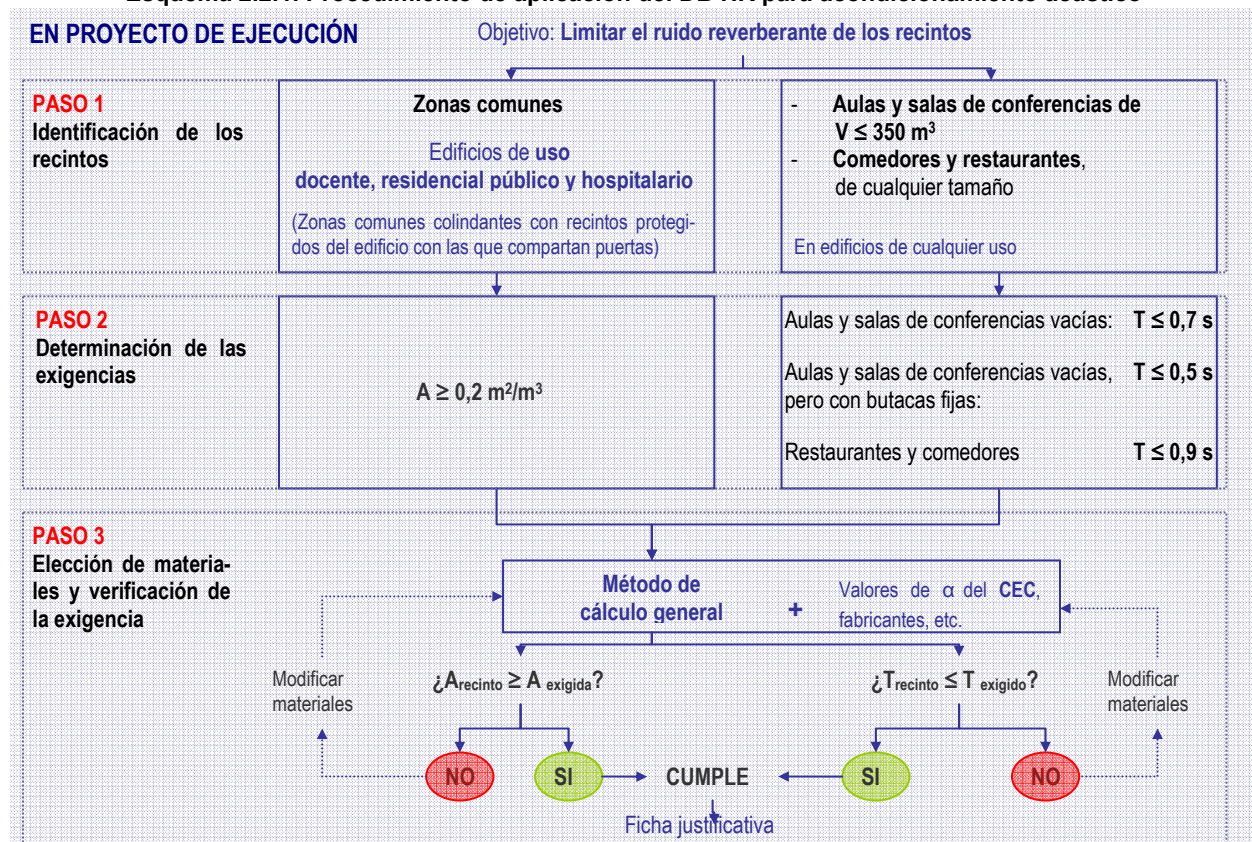 EN PROYECTO DE EJECUCIÓN
Objetivo: Limitar el ruido reverberante de los recintos
PASO 1
Identificación de los
recintos
Zonas comunes
Edificios de uso
docente, residencial público y hospitalario
(Zonas comunes colindantes con recintos protegi-
dos del edificio con las que compartan puertas)
- Aulas y salas de conferencias de
V ≤ 350 m³
- Comedores y restaurantes,
de cualquier tamaño
En edificios de cualquier uso
PASO 2
Determinación de las
exigencias
A ≥ 0,2 m²/m³
Aulas y salas de conferencias vacías: T ≤ 0,7 s
Aulas y salas de conferencias vacías, T ≤ 0,5 s
pero con butacas fijas:
Restaurantes y comedores T ≤ 0,9 s
PASO 3
Elección de materia-
les y verificación de
la exigencia
Método de
cálculo general
+
Valores de α del CEC,
fabricantes, etc.
Modificar
materiales
¿Arecinto ≥ A exigida?
¿Trecinto ≤ T exigido?
Modificar
materiales
NO
SI
CUMPLE
SI
NO
Ficha justificativa